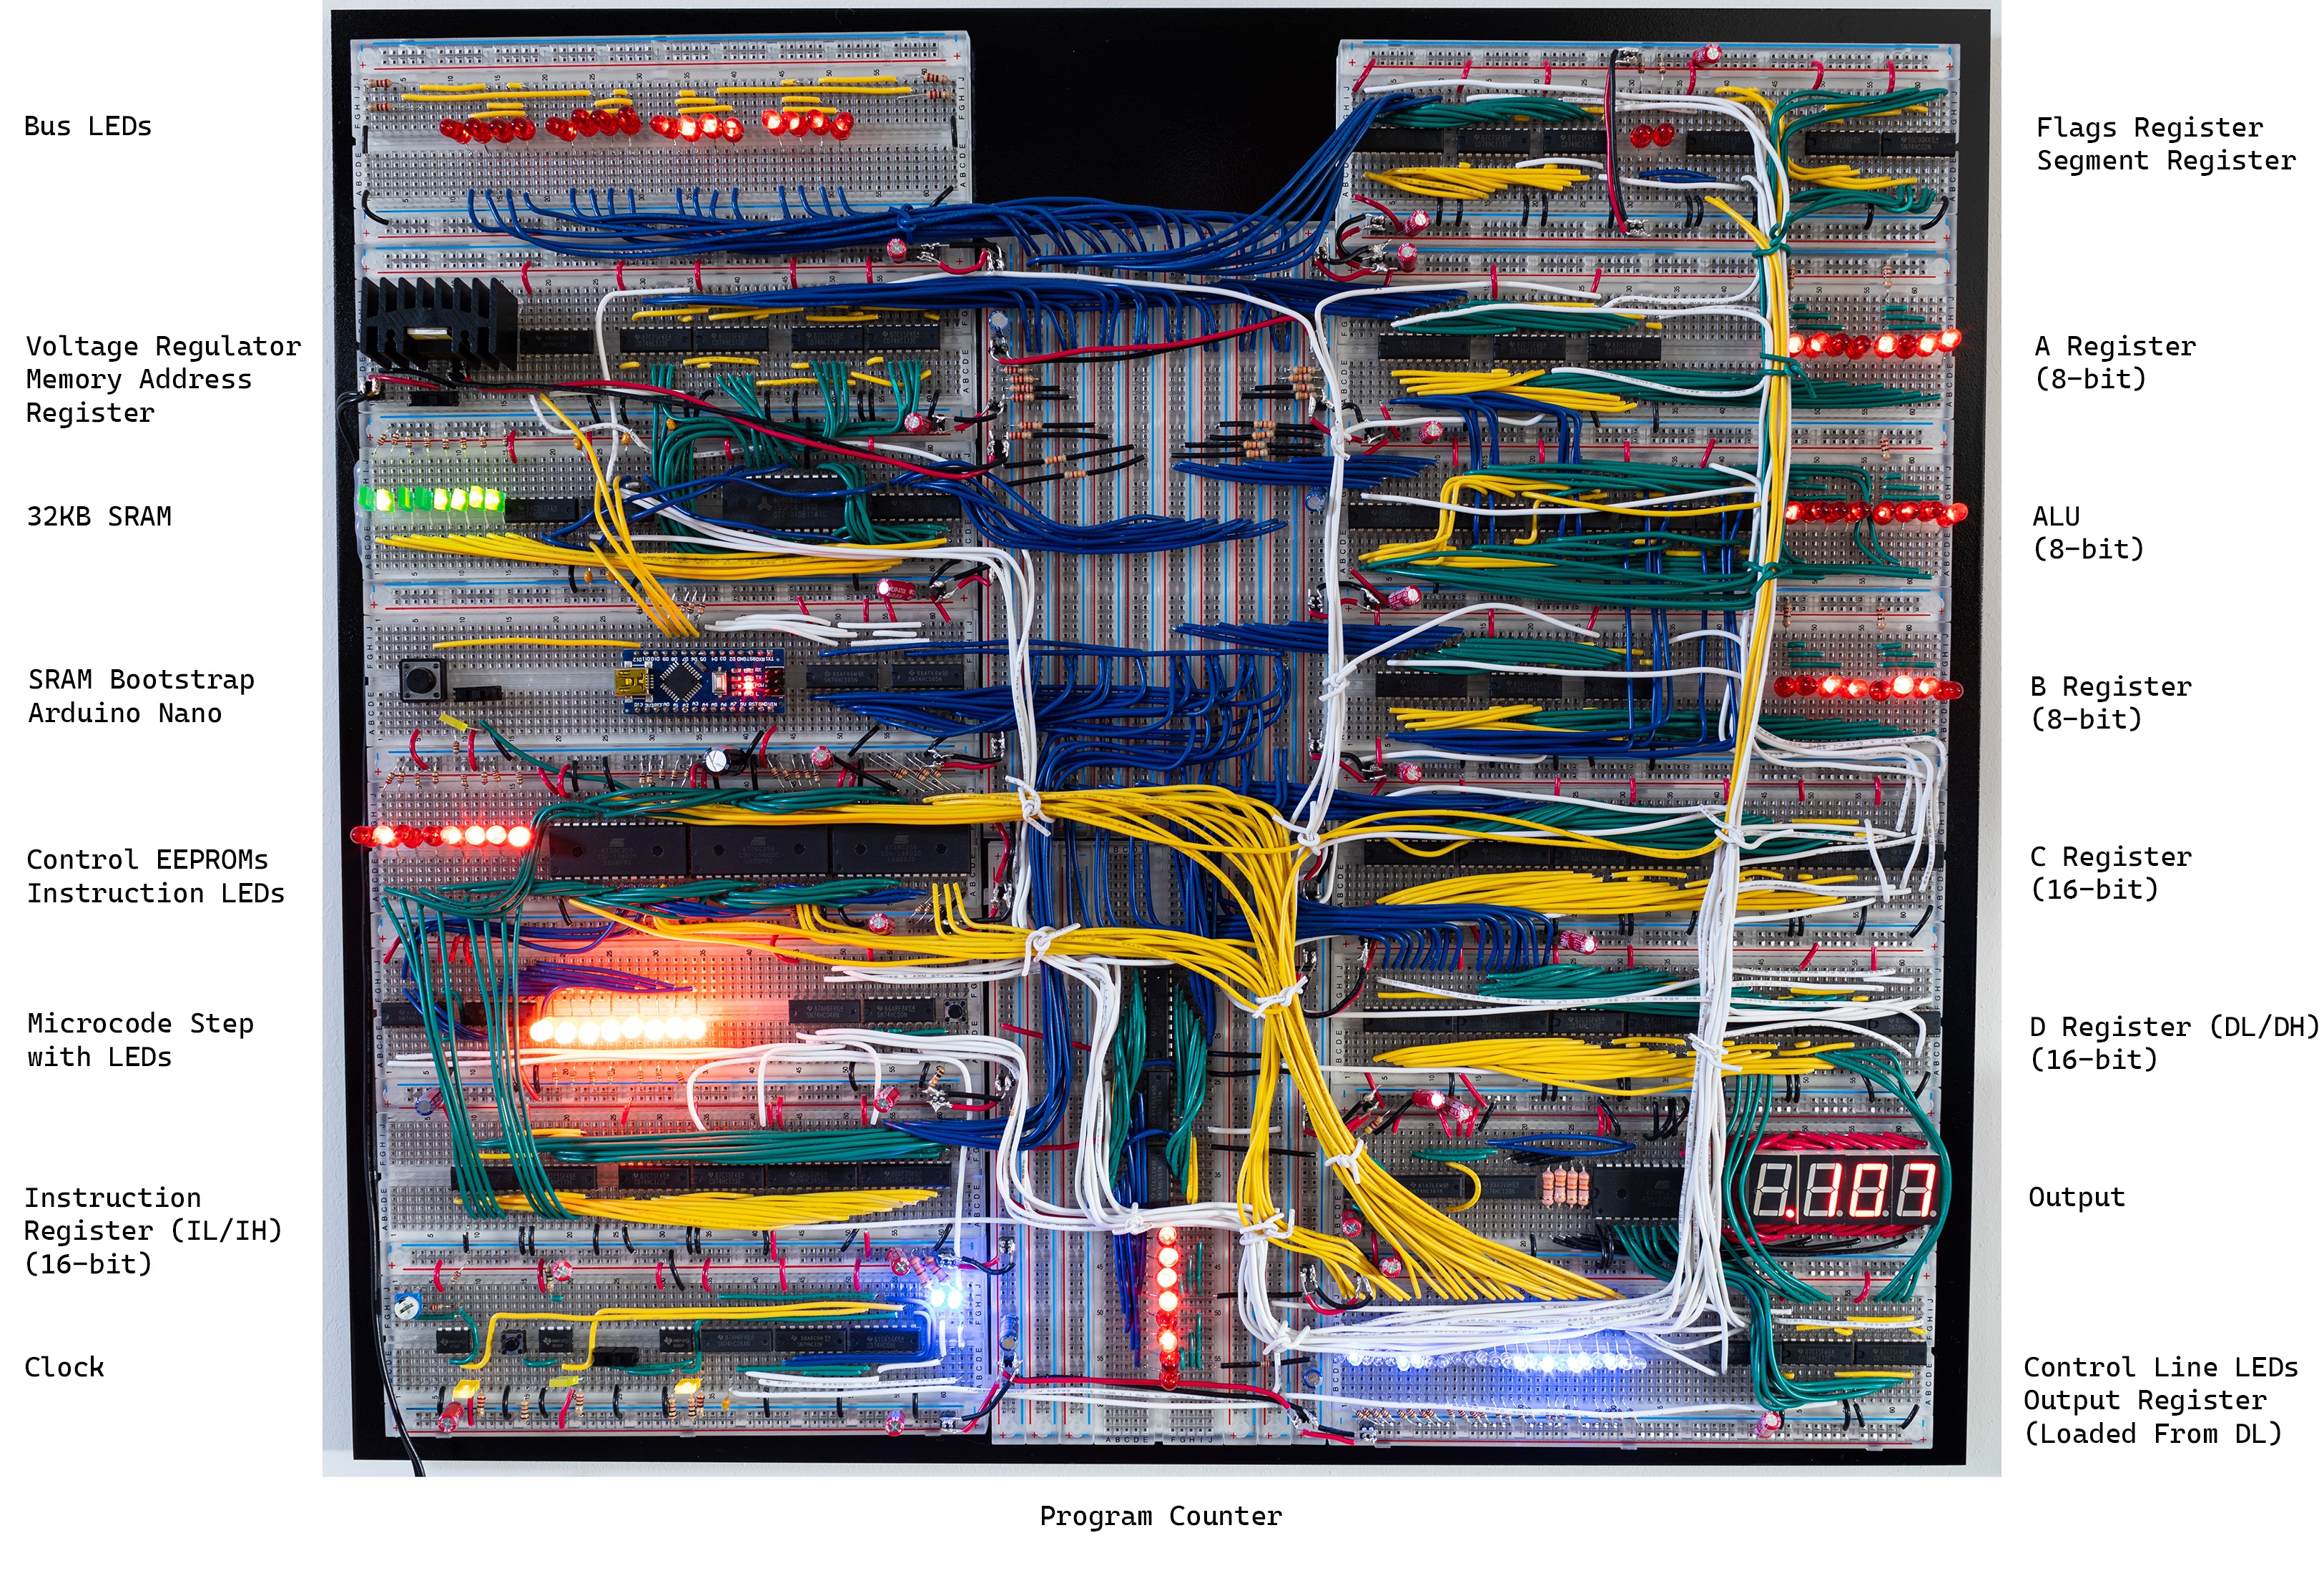 Bus LEDs
Voltage Regulator
Memory Address
Register
32KB SRAM
SRAM Bootstrap
Arduino Nano
Control EEPROMs
Instruction LEDs
Microcode Step
with LEDs
Instruction
Register (IL/IH)
(16-bit)
Clock
Flags Register
Segment Register
A Register
(8-bit)
ALU
(8-bit)
B Register
(8-bit)
C Register
(16-bit)
D Register (DL/DH)
(16-bit)
.107
Output
Control Line LEDs
Output Register
(Loaded From DL)
Program Counter